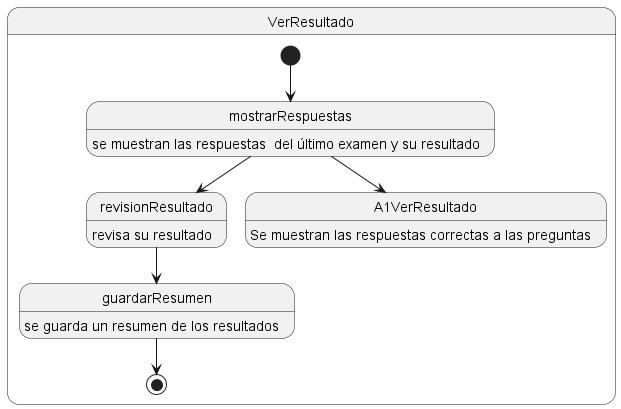 VerResultado
mostrarRespuestas
se muestran las respuestas  del último examen y su resultado
revisionResultado
revisa su resultado
A1VerResultado
Se muestran las respuestas correctas a las preguntas
guardarResumen
se guarda un resumen de los resultados